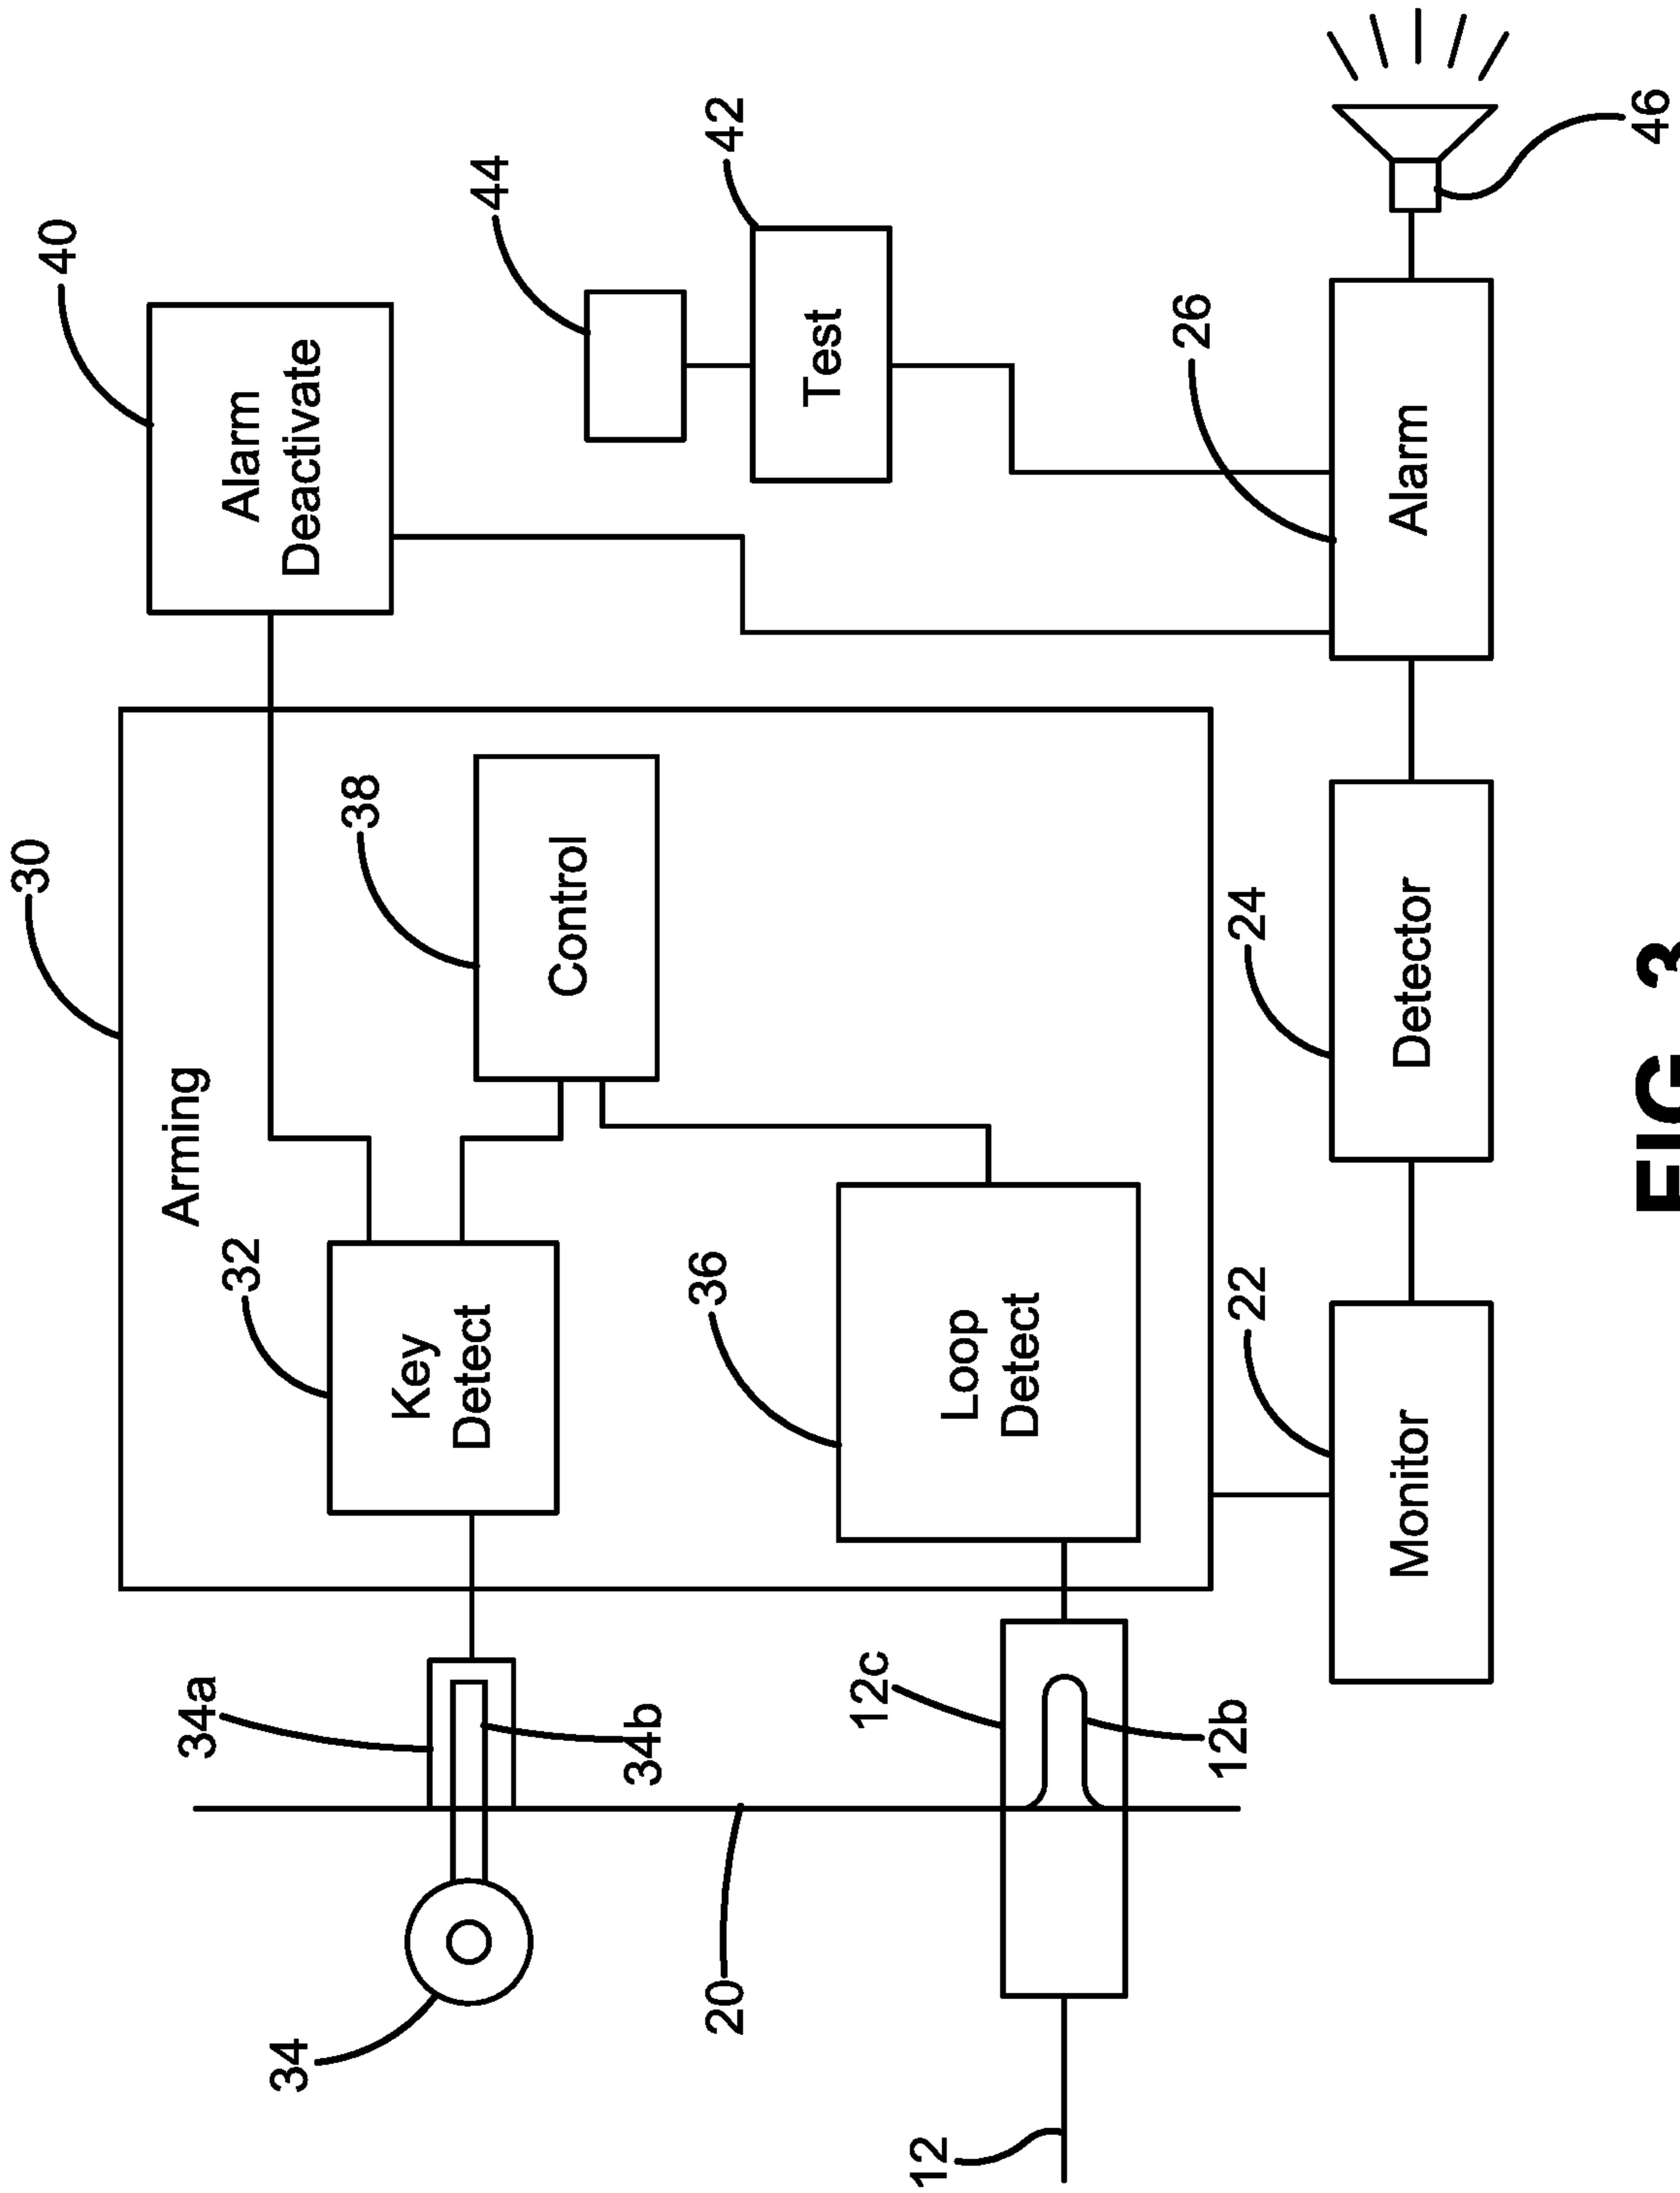 30
40
Arming
34a
32
Alarm
Deactivate
34
38
Key
Detect
44
Control
34b
36
20
42
Test
12c
12
Loop
Detect
26
12b
22
24
Monitor
Detector
Alarm
46
FIG 3